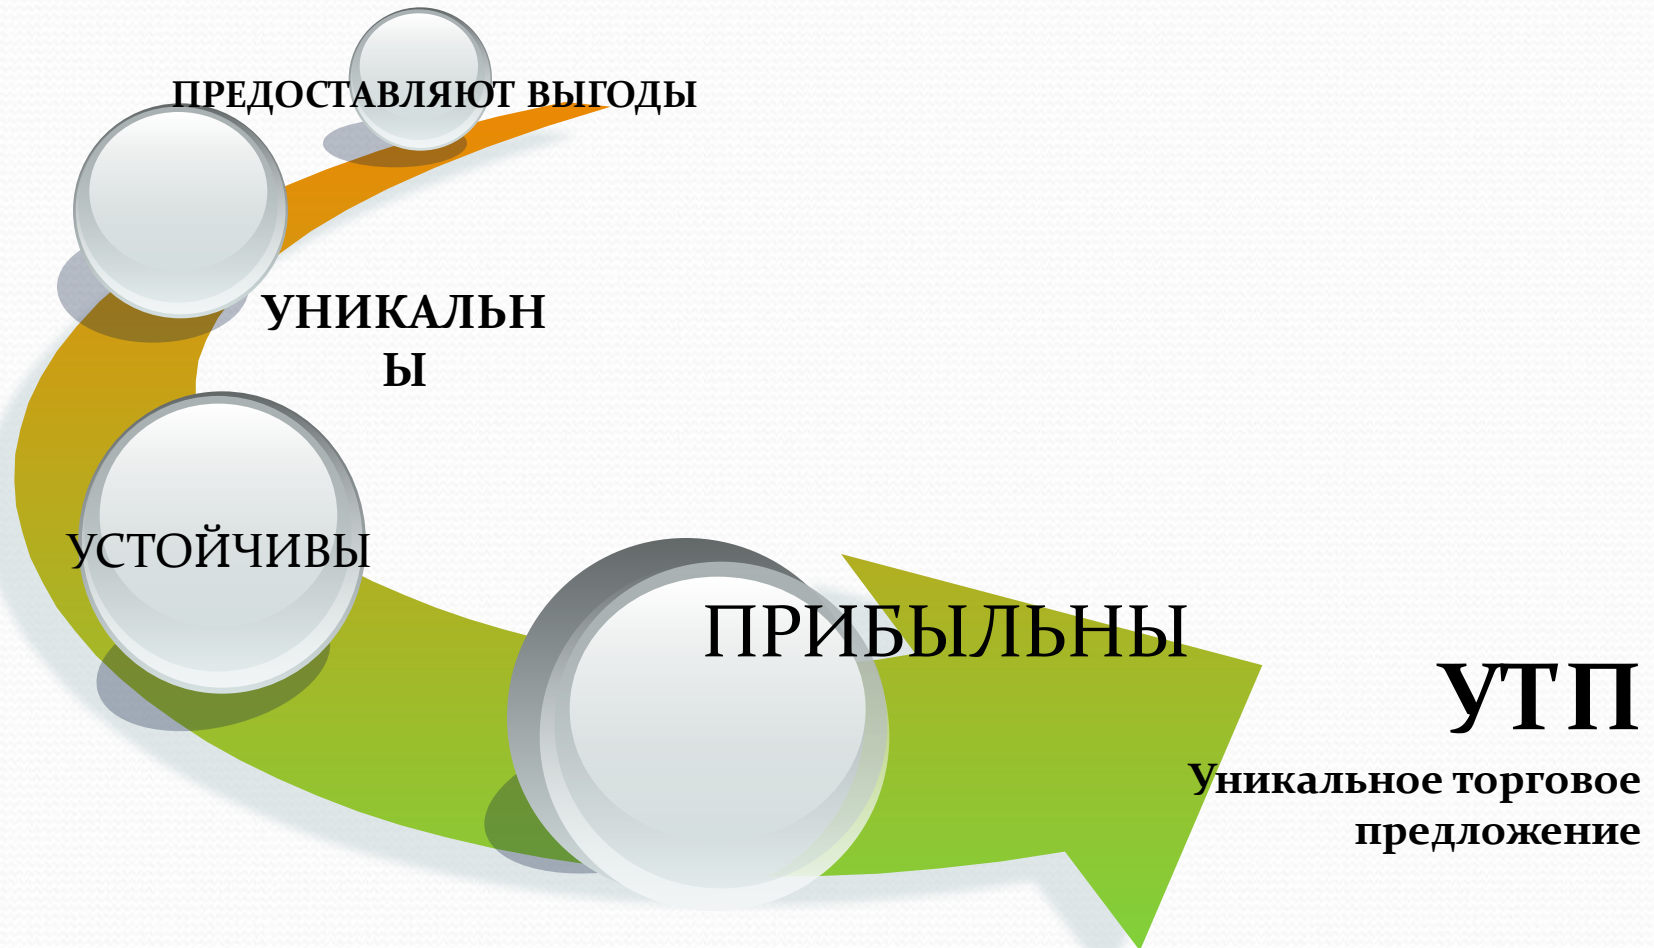 ПРЕДОСТАВЛЯЮТ ВЫГОДЫ
УНИКАЛЬН
Ы
УСТОЙЧИВЫ
ПРИБЫЛЬНЫ
УТП
Уникальное торговое
предложение